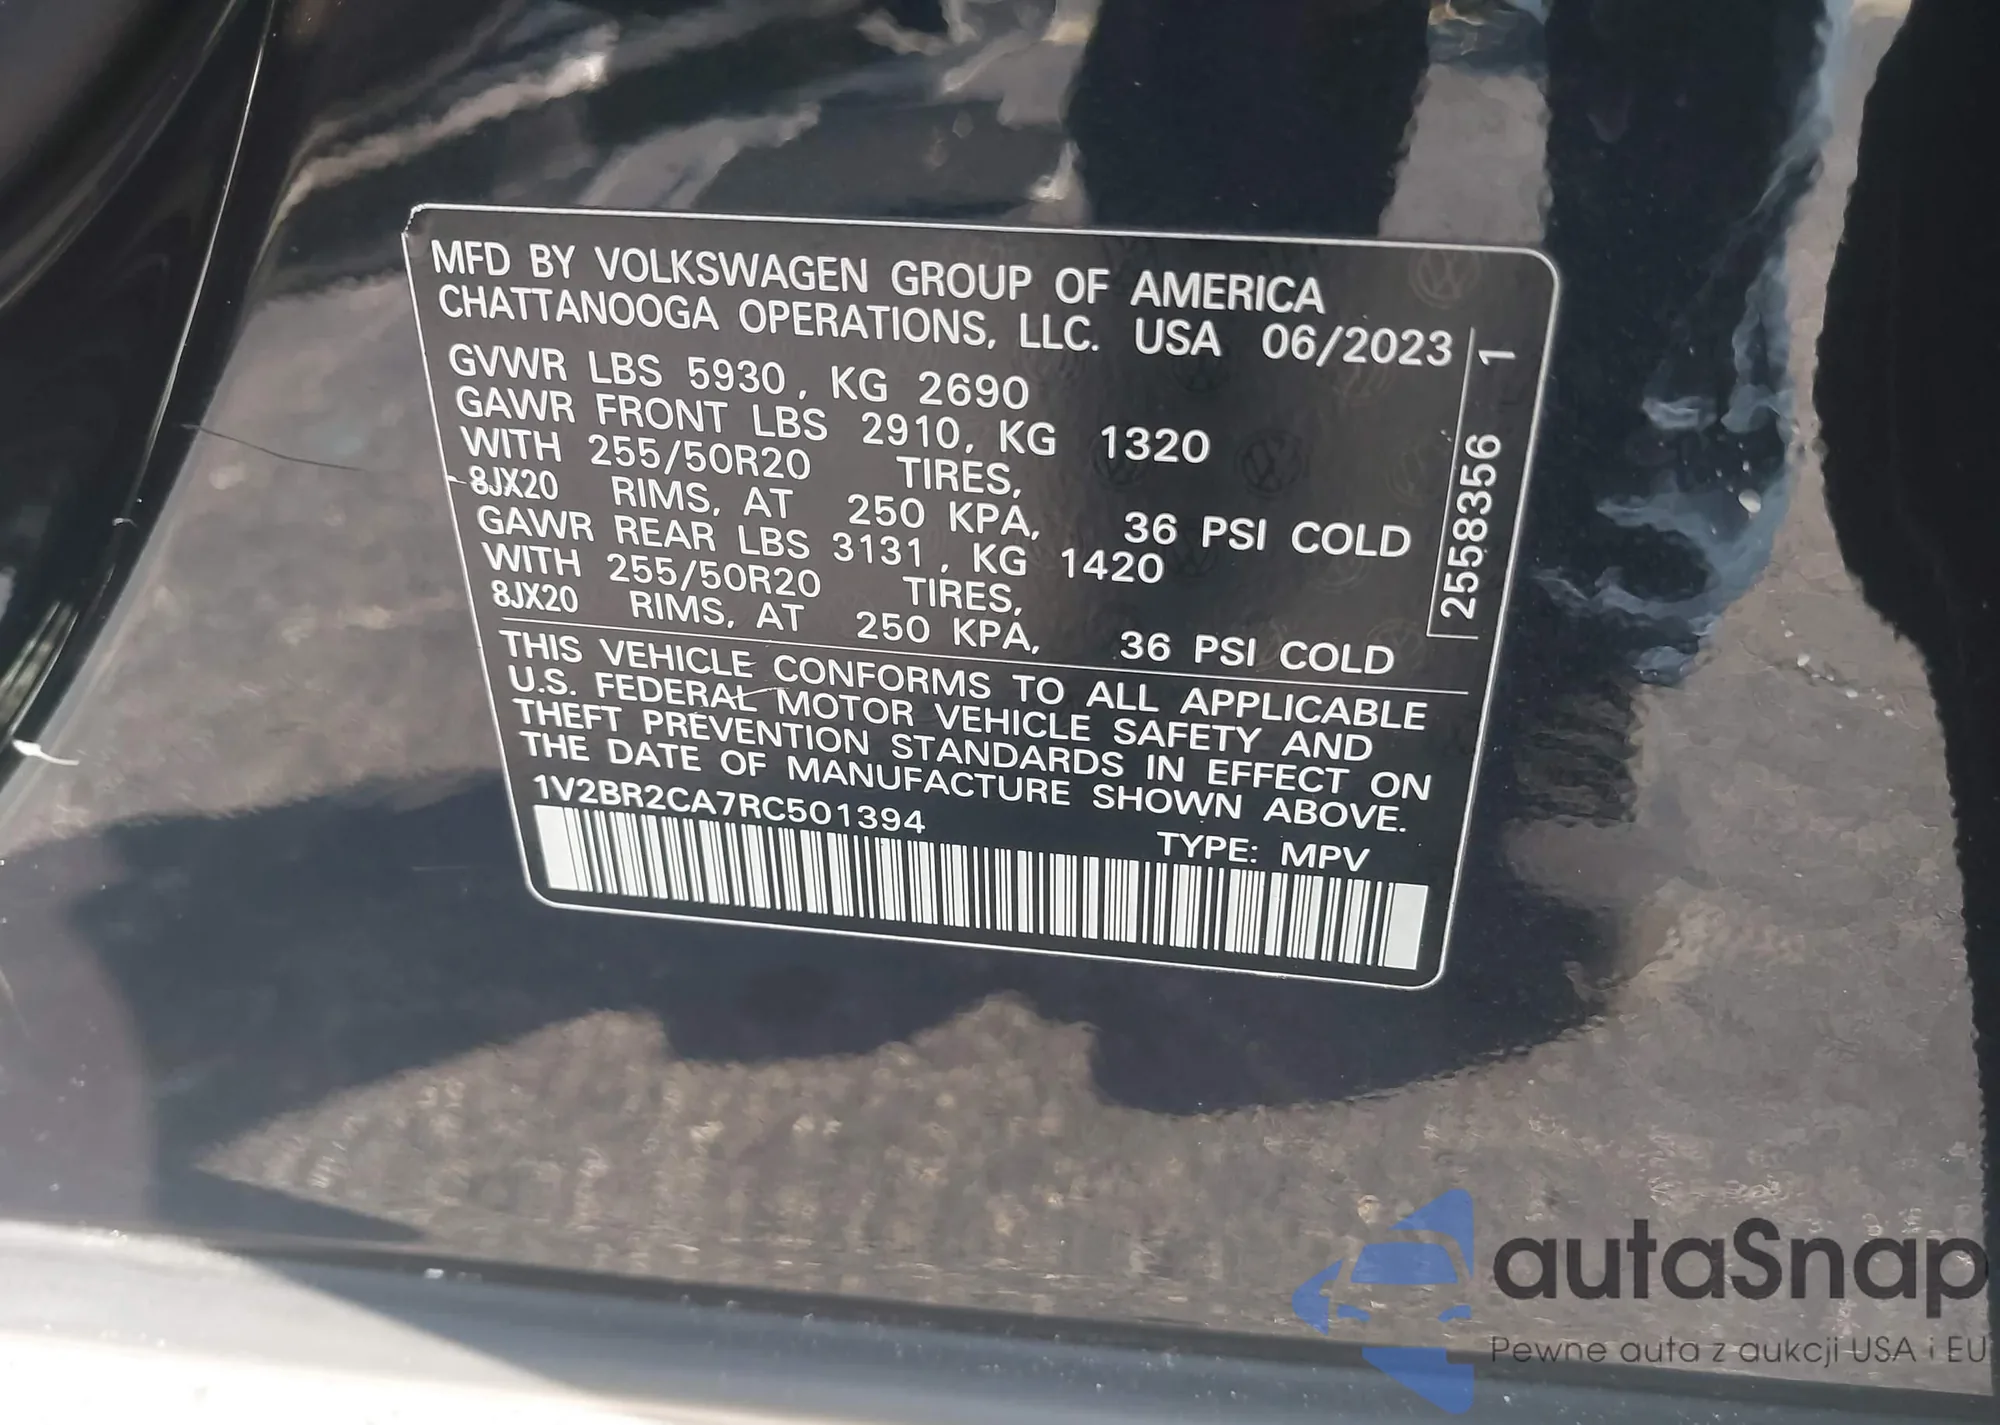 MFD BY VOLKSWAGEN GROUP OF AMERICA
CHATTANOOGA OPERATIONS, LLC. USA 06/2023
GVWR LBS 5930, KG 2690
GAWR FRONT LBS 2910, KG 1320
WITH 255/50R20 TIRES,
8JX20 RIMS, AT 250 KPA, 36 PSI COLD
GAWR REAR LBS 3131, KG 1420
WITH 255/50R20 TIRES,
8JX20 RIMS, AT 250 KPA, 36 PSI COLD
2558356 1
THIS VEHICLE CONFORMS TO ALL APPLICABLE
U.S. FEDERAL MOTOR VEHICLE SAFETY AND
THEFT PREVENTION STANDARDS IN EFFECT ON
THE DATE OF MANUFACTURE SHOWN ABOVE.
1V2BR2CA7RC501394
TYPE: MPV
autaSnap
Pewne auta z aukcji USA i EU